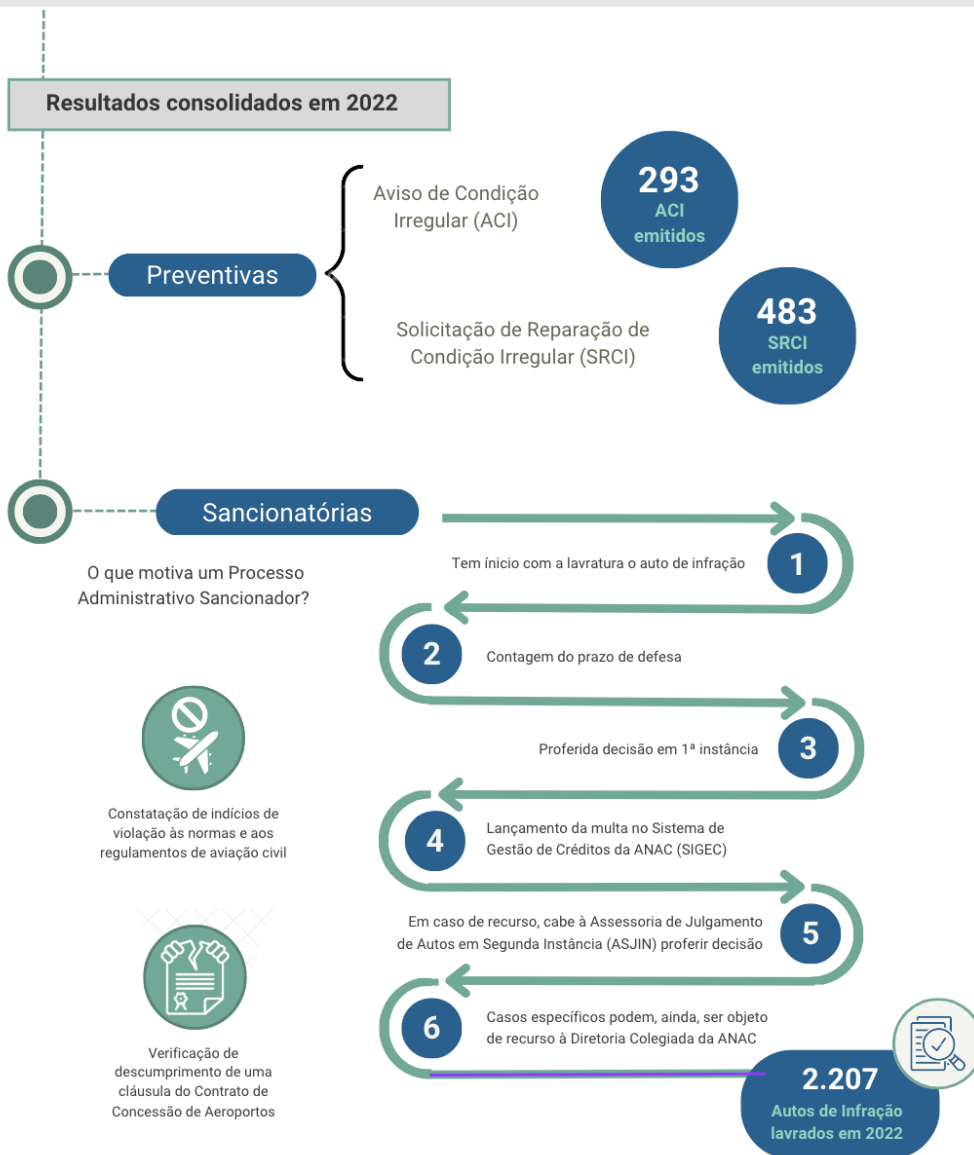 Resultados consolidados em 2022
Preventivas
Aviso de Condição
Irregular (ACI)
293
ACI
emitidos
Solicitação de Reparação de
Condição Irregular (SRCI)
483
SRCI
emitidos
Sancionatórias
O que motiva um Processo
Administrativo Sancionador?
Constatação de indícios de
violação às normas e aos
regulamentos de aviação civil
Verificação de
descumprimento de uma
cláusula do Contrato de
Concessão de Aeroportos
Tem ínicio com a lavratura o auto de infração
1
2
Contagem do prazo de defesa
Proferida decisão em 1ª instância
3
4
Lançamento da multa no Sistema de
Gestão de Créditos da ANAC (SIGEC)
Em caso de recurso, cabe à Assessoria de Julgamento
de Autos em Segunda Instância (ASJIN) proferir decisão
5
6
Casos específicos podem, ainda, ser objeto
de recurso à Diretoria Colegiada da ANAC
2.207
Autos de Infração
lavrados em 2022